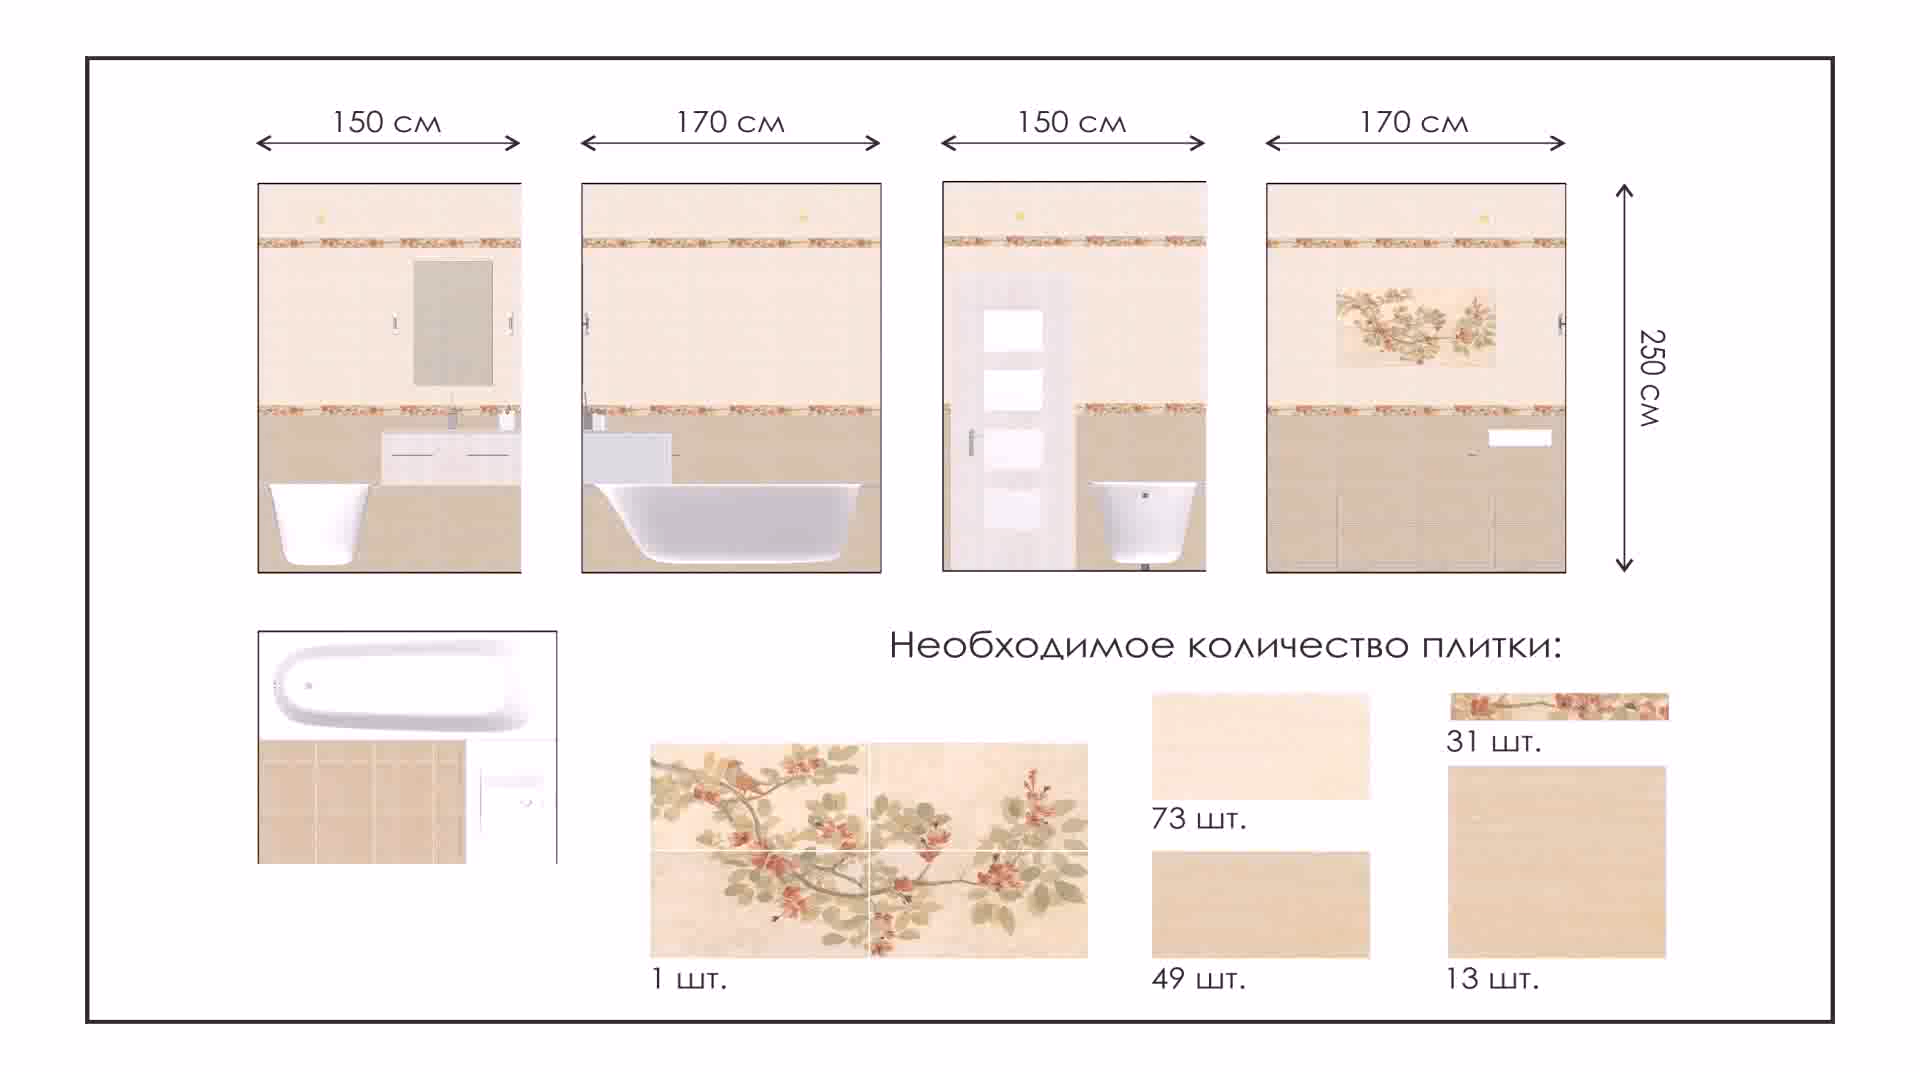 150 см
170 см
150 см
170 см
250 см
Необходимое количество плитки:
1 шт.
73 шт.
49 шт.
31 шт.
13 шт.